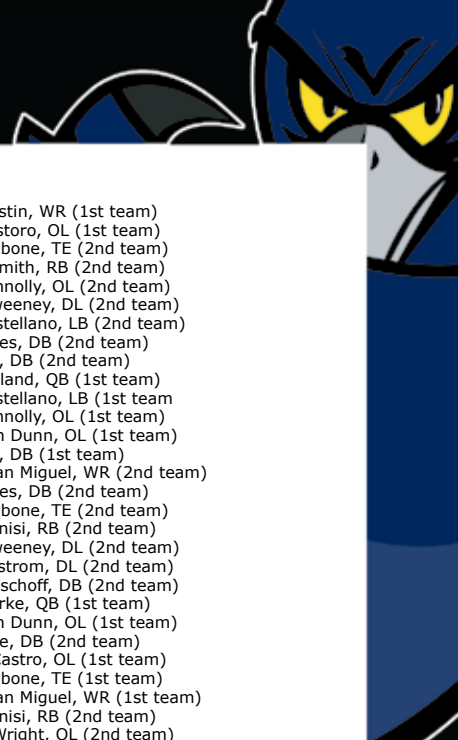 stin, WR (1st team)
storo, OL (1st team)
bone, TE (2nd team)
mith, RB (2nd team)
nnolly, OL (2nd team)
weeney, DL (2nd team)
stellano, LB (2nd team)
es, DB (2nd team)
, DB (2nd team)
land, QB (1st team)
stellano, LB (1st team
nnolly, OL (1st team)
n Dunn, OL (1st team)
, DB (1st team)
an Miguel, WR (2nd team)
es, DB (2nd team)
bone, TE (2nd team)
nisi, RB (2nd team)
weeney, DL (2nd team)
strom, DL (2nd team)
schoff, DB (2nd team)
rke, QB (1st team)
n Dunn, OL (1st team)
e, DB (2nd team)
Castro, OL (1st team)
bone, TE (1st team)
an Miguel, WR (1st team)
nisi, RB (2nd team)
Wright, OL (2nd team)